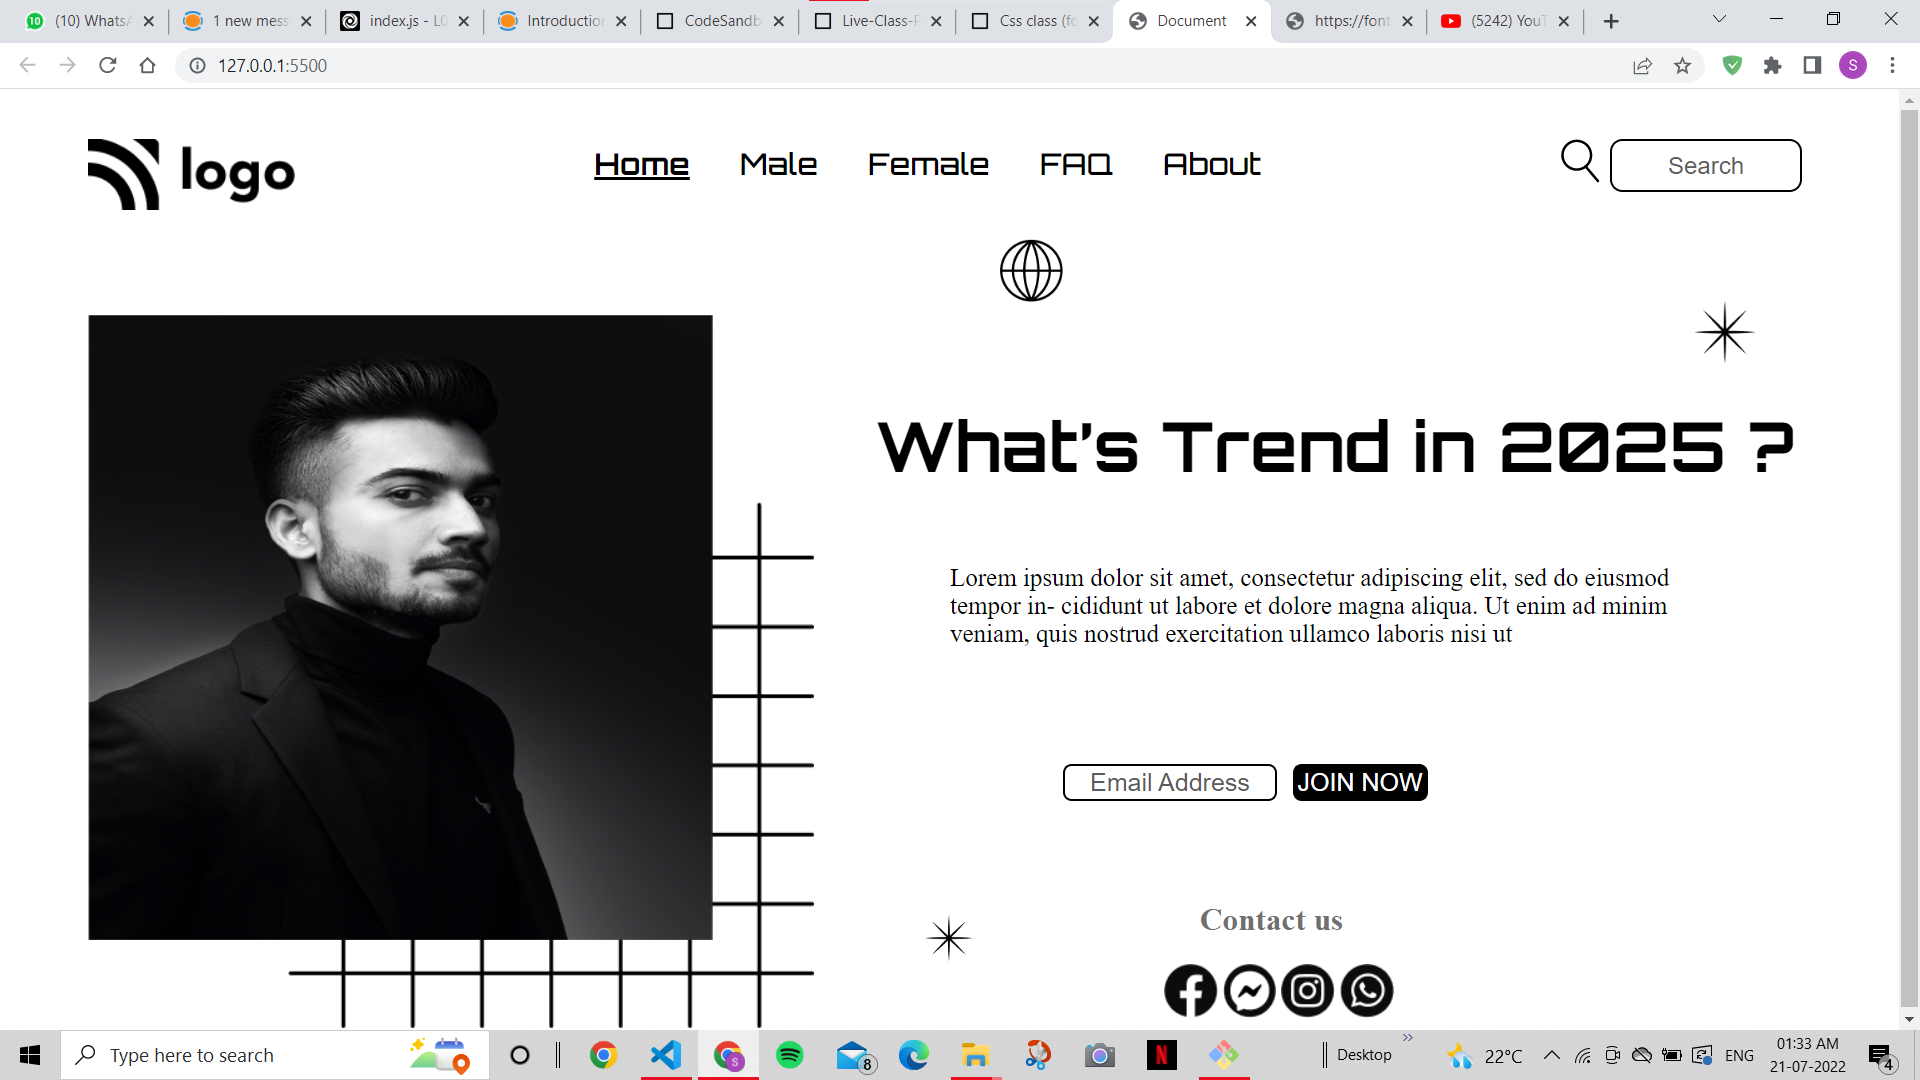 (10) WhatsA
1 new mess
index.js - L0
Introduction
CodeSandb
Live-Class-P
Css class (fo
Document
https://font
(5242) YouT
127.0.0.1:5500
S
logo
Home
Male
Female
FAQ
About
Search
What's Trend in 2025 ?
Lorem ipsum dolor sit amet, consectetur adipiscing elit, sed do eiusmod
tempor in- cididunt ut labore et dolore magna aliqua. Ut enim ad minim
veniam, quis nostrud exercitation ullamco laboris nisi ut
Email Address
JOIN NOW
Contact us
Type here to search
8
Desktop
22°C
ENG
01:33 AM
21-07-2022
4